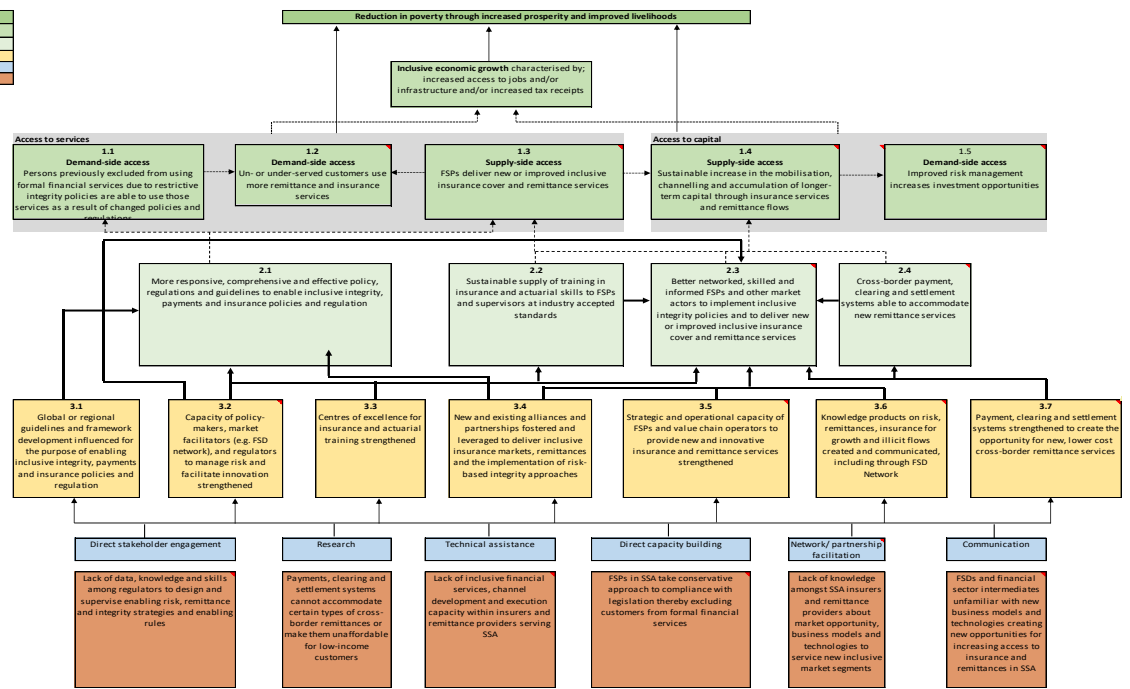 Reduction in poverty through increased prosperity and improved livelihoods
Inclusive economic growth characterised by;
increased access to jobs and/or
infrastructure and/or increased tax receipts
Access to services
Access to capital
1.1
Demand-side access
Persons previously excluded from using
formal financial services due to restrictive
integrity policies are able to use those
services as a result of changed policies and
regulations
1.2
Demand-side access
Un- or under-served customers use
more remittance and insurance
services
1.3
Supply-side access
FSPs deliver new or improved inclusive
insurance cover and remittance services
1.4
Supply-side access
Sustainable increase in the mobilisation,
channelling and accumulation of longer-
term capital through insurance services
and remittance flows
1.5
Demand-side access
Improved risk management
increases investment opportunities
2.1
More responsive, comprehensive and effective policy,
regulations and guidelines to enable inclusive integrity,
payments and insurance policies and regulation
2.2
Sustainable supply of training in
insurance and actuarial skills to FSPs
and supervisors at industry accepted
standards
2.3
Better networked, skilled and
informed FSPs and other market
actors to implement inclusive
integrity policies and to deliver new
or improved inclusive insurance
cover and remittance services
2.4
Cross-border payment,
clearing and settlement
systems able to accommodate
new remittance services
3.1
Global or regional
guidelines and framework
development influenced for
the purpose of enabling
inclusive integrity, payments
and insurance policies and
regulation
3.2
Capacity of policy-
makers, market
facilitators (e.g. FSD
network), and regulators
to manage risk and
facilitate innovation
strengthened
3.3
Centres of excellence for
insurance and actuarial
training strengthened
3.4
New and existing alliances and
partnerships fostered and
leveraged to deliver inclusive
insurance markets, remittances
and the implementation of risk-
based integrity approaches
3.5
Strategic and operational capacity of
FSPs and value chain operators to
provide new and innovative
insurance and remittance services
strengthened
3.6
Knowledge products on risk,
remittances, insurance for
growth and illicit flows
created and communicated,
including through FSD
Network
3.7
Payment, clearing and settlement
systems strengthened to create the
opportunity for new, lower cost
cross-border remittance services
Direct stakeholder engagement
Research
Technical assistance
Direct capacity building
Network/ partnership
facilitation
Communication
Lack of data, knowledge and skills
among regulators to design and
supervise enabling risk, remittance
and integrity strategies and enabling
rules
Payments, clearing and
settlement systems
cannot accommodate
certain types of cross-
border remittances or
make them unaffordable
for low-income
customers
Lack of inclusive financial
services, channel
development and execution
capacity within insurers and
remittance providers serving
SSA
FSPs in SSA take conservative
approach to compliance with
legislation thereby excluding
customers from formal financial
services
Lack of knowledge
amongst SSA insurers
and remittance
providers about
market opportunity,
business models and
technologies to
service new inclusive
market segments
FSDs and financial
sector intermediates
unfamiliar with new
business models and
technologies creating
new opportunities for
increasing access to
insurance and
remittances in SSA